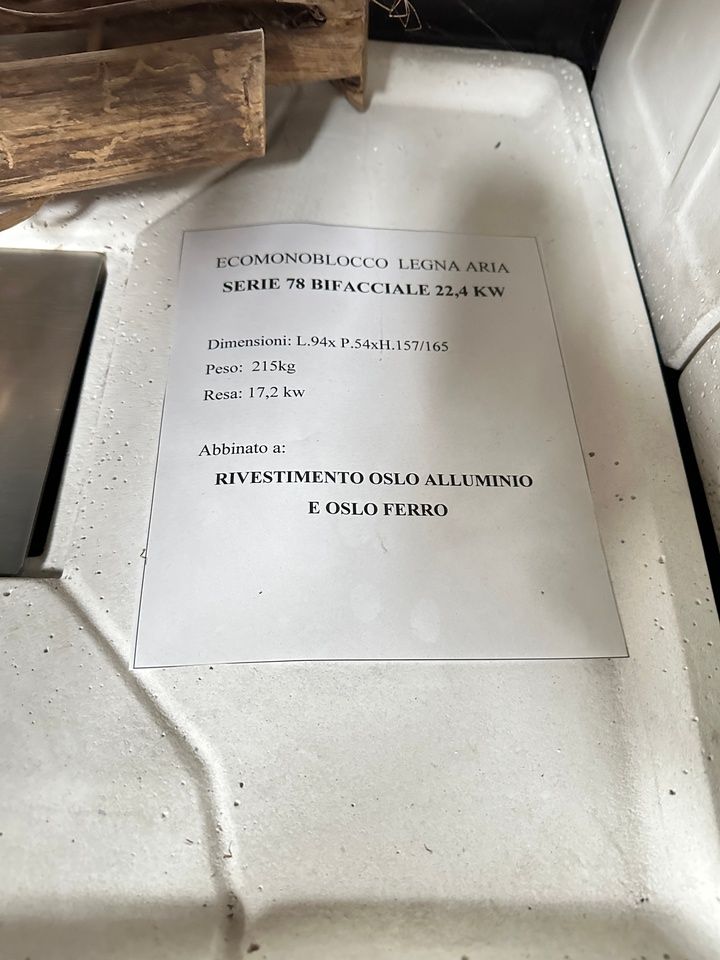 ECOMONOBLOCCO LEGNA ARIA
SERIE 78 BIFACCIALE 22,4 KW
Dimensioni: L.94x P.54xH.157/165
Peso: 215kg
Resa: 17,2 kw
Abbinato a:
RIVESTIMENTO OSLO ALLUMINIO
E OSLO FERRO